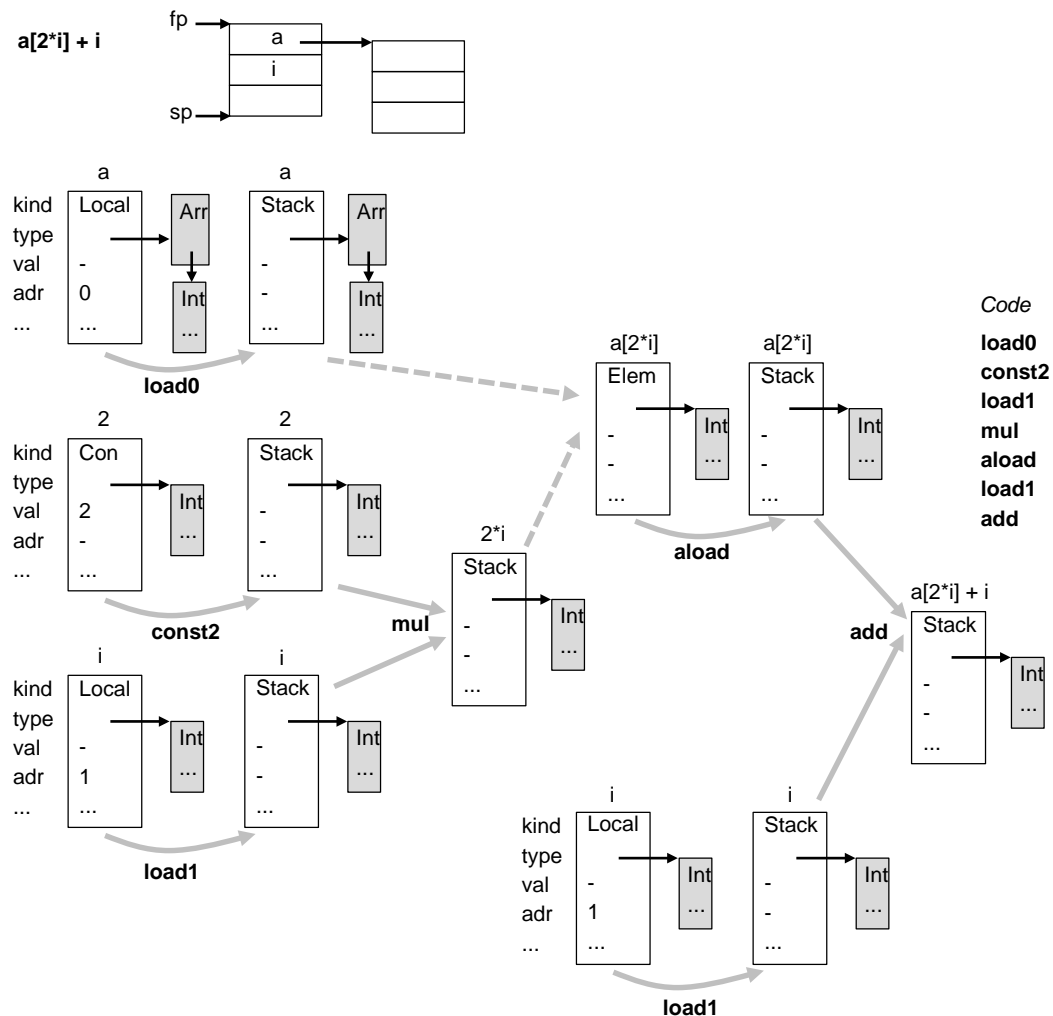 a[2*i] + i
fp
a
i
sp
a
a
kind
Local
Arr
Stack
Arr
type
val
-
-
adr
0
Int
-
Int
...
...
...
...
...
load0
2
2
kind
Con
Stack
type
Int
Int
val
2
-
...
...
adr
-
-
...
...
...
const2
i
i
kind
Local
Stack
type
Int
Int
val
-
-
...
...
adr
1
-
...
...
...
load1
mul
2*i
Stack
Int
-
...
-
...
a[2*i]
a[2*i]
Elem
Stack
Int
Int
-
-
...
...
-
-
...
...
aload
i
i
kind
Local
Stack
type
Int
Int
val
-
-
...
...
adr
1
-
...
...
...
load1
add
a[2*i] + i
Stack
Int
-
...
-
...
Code
load0
const2
load1
mul
aload
load1
add